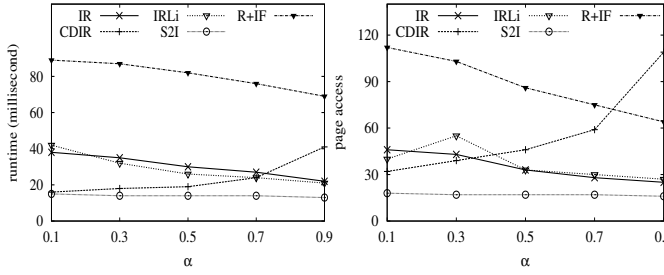 IR
IRLi
R+IF
CDIR
S2I
80
60
40
20
0
runtime (millisecond)
0.1 0.3 0.5 0.7 0.9
α
IR
IRLi
R+IF
CDIR
S2I
120
90
60
30
0
page access
0.1 0.3 0.5 0.7 0.
α